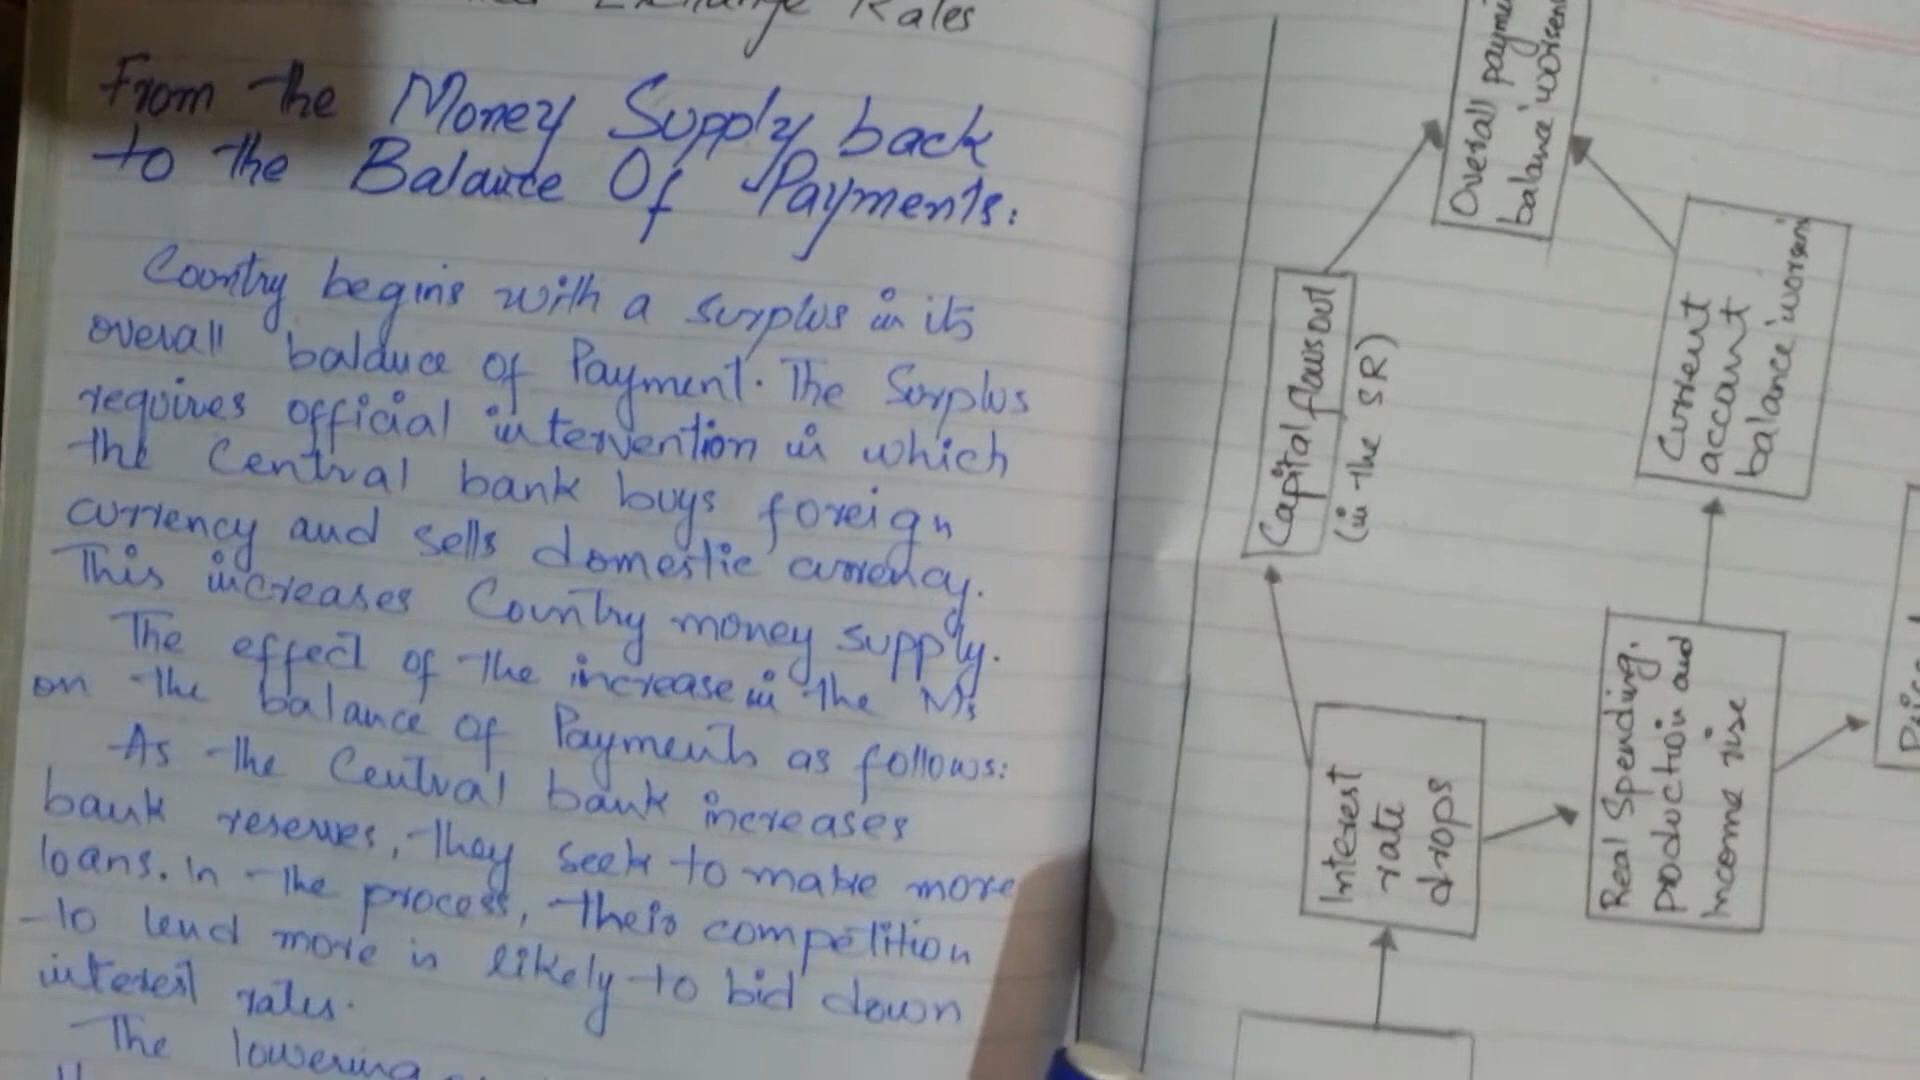 Exchange Rates
From the Money Supply back
to the Balance Of Payments:
Country begins with a surplus in its
overall balance of Payment. The Surplus
requires official intervention in which
the Central bank buys foreign
currency and sells domestic currency.
This increases Country money supply.
The effect of the increase in the Ms
on the balance of Payments as follows:
As the Central bank increases
bank reserves, they seek to make more
loans. In the process, their competition
to lend more is likely to bid down
interest rates.
The lowering
Interest
rate
drops
Capital flows out
(in the SR)
Real Spending,
production and
Income rise
Current
account
balance 'worsens'
Overall
balance 'worsens'